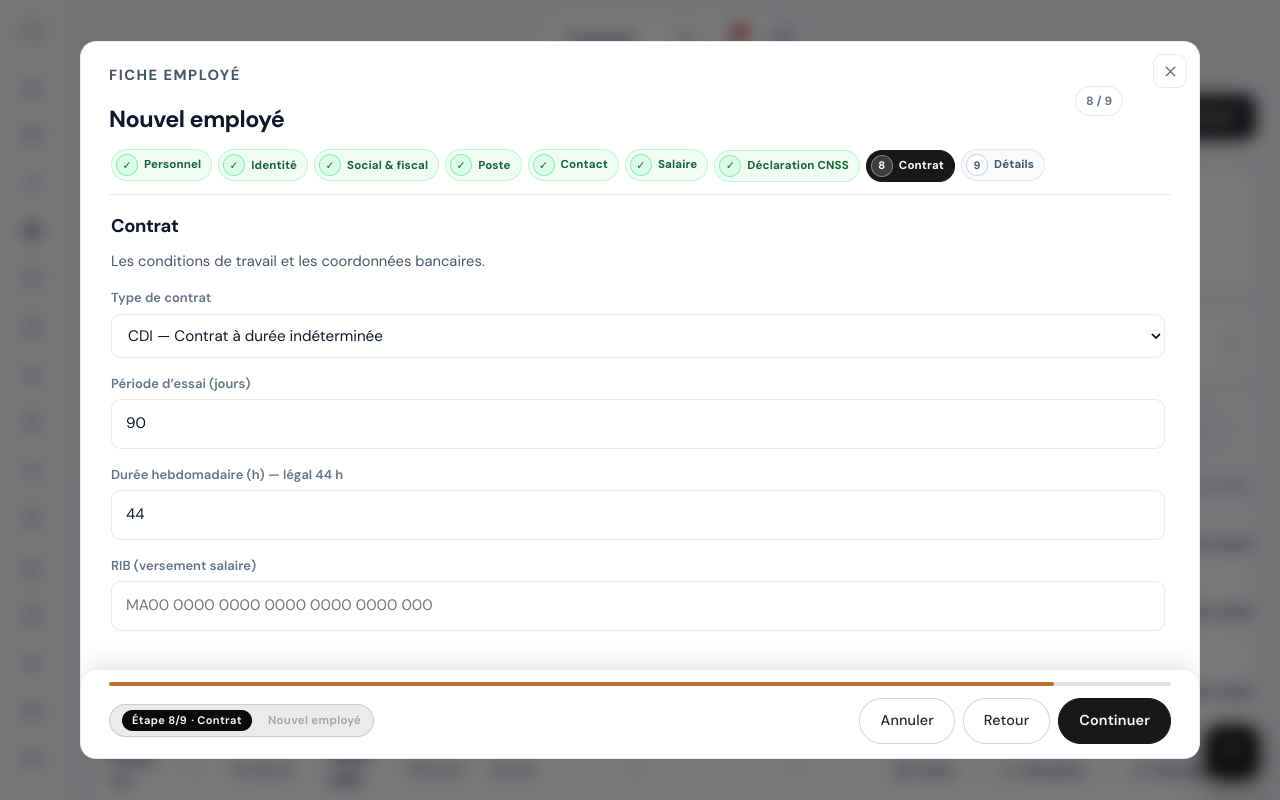 FICHE EMPLOYÉ
Nouvel employé
8 / 9
✓ Personnel ✓ Identité ✓ Social & fiscal ✓ Poste ✓ Contact ✓ Salaire ✓ Déclaration CNSS 8 Contrat 9 Détails
Contrat
Les conditions de travail et les coordonnées bancaires.
Type de contrat
CDI — Contrat à durée indéterminée
Période d’essai (jours)
90
Durée hebdomadaire (h) — légal 44 h
44
RIB (versement salaire)
MA00 0000 0000 0000 0000 0000 000
Étape 8/9 · Contrat Nouvel employé
Annuler Retour Continuer